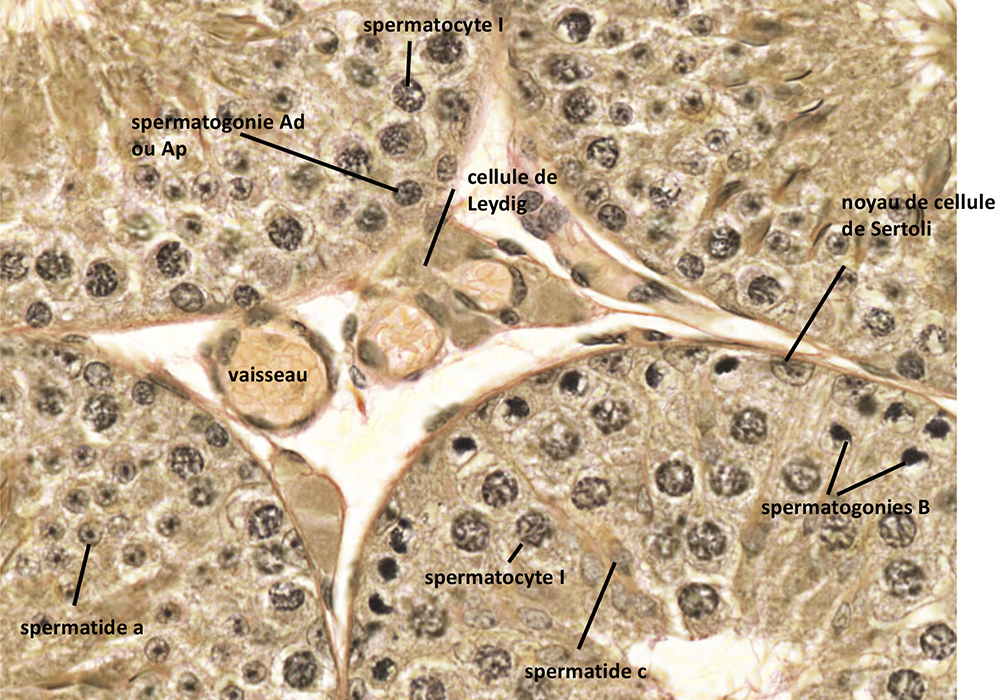 spermatocyte I
spermatogonie Ad
ou Ap
cellule de
Leydig
noyau de cellule
de Sertoli
vaisseau
spermatogonies B
spermatocyte I
spermatide a
spermatide c